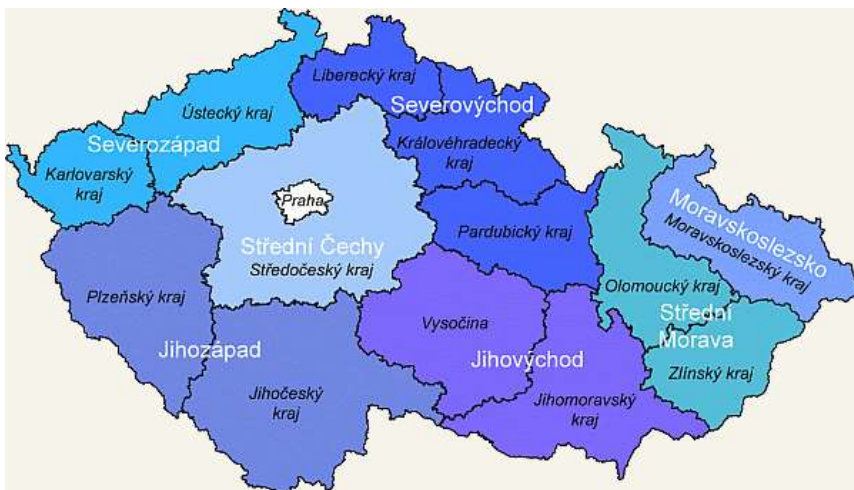 Liberecký kraj
Severovýchod
Ústecký kraj
Severozápad
Královéhradecký
kraj
Karlovarský
kraj
Praha
Moravskoslezsko
Moravskoslezský kraj
Pardubický kraj
Střední Čechy
Středočeský kraj
Olomoucký kraj
Plzeňský kraj
Střední
Morava
Vysočina
Jihozápad
Jihovýchod
Zlínský kraj
Jihočeský
kraj
Jihomoravský
kraj